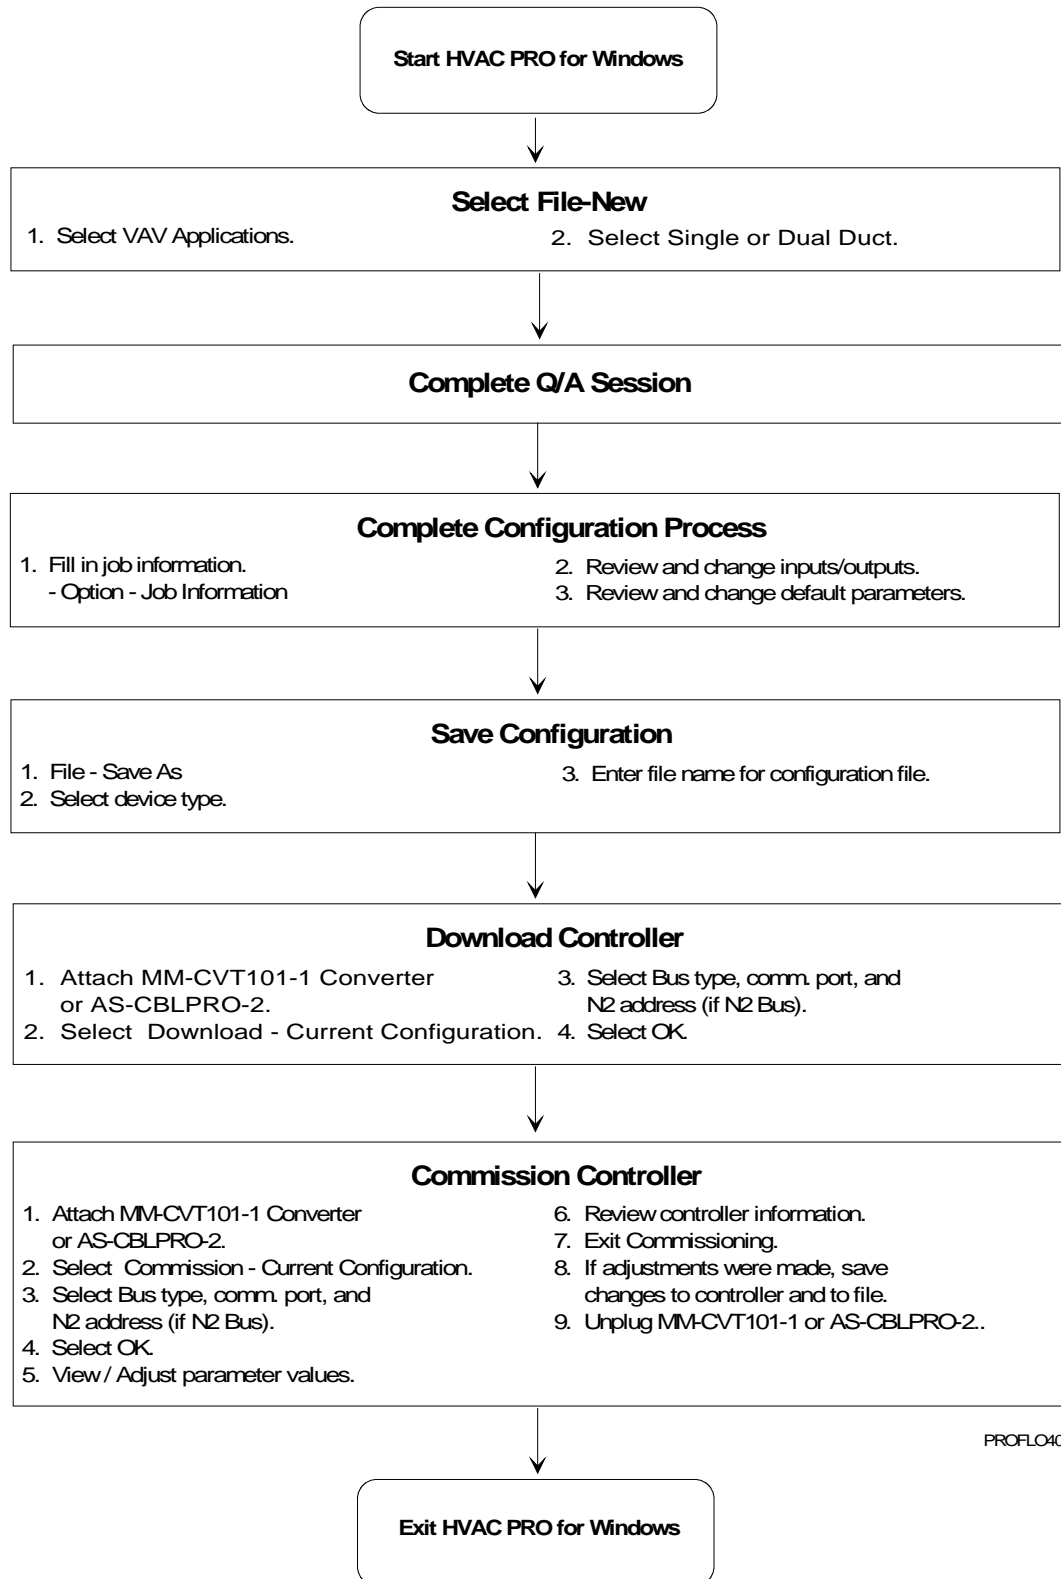 Start HVAC PRO for Windows
Select File-New
1. Select VAV Applications.
2. Select Single or Dual Duct.
Complete Q/A Session
Complete Configuration Process
1. Fill in job information.
- Option - Job Information
2. Review and change inputs/outputs.
3. Review and change default parameters.
Save Configuration
1. File - Save As
2. Select device type.
3. Enter file name for configuration file.
Download Controller
1. Attach MM-CVT101-1 Converter
or AS-CBLPRO-2.
2. Select Download - Current Configuration.
3. Select Bus type, comm. port, and
N2 address (if N2 Bus).
4. Select OK.
Commission Controller
1. Attach MM-CVT101-1 Converter
or AS-CBLPRO-2.
2. Select Commission - Current Configuration.
3. Select Bus type, comm. port, and
N2 address (if N2 Bus).
4. Select OK.
5. View / Adjust parameter values.
6. Review controller information.
7. Exit Commissioning.
8. If adjustments were made, save
changes to controller and to file.
9. Unplug MM-CVT101-1 or AS-CBLPRO-2..
PROFLO40
Exit HVAC PRO for Windows